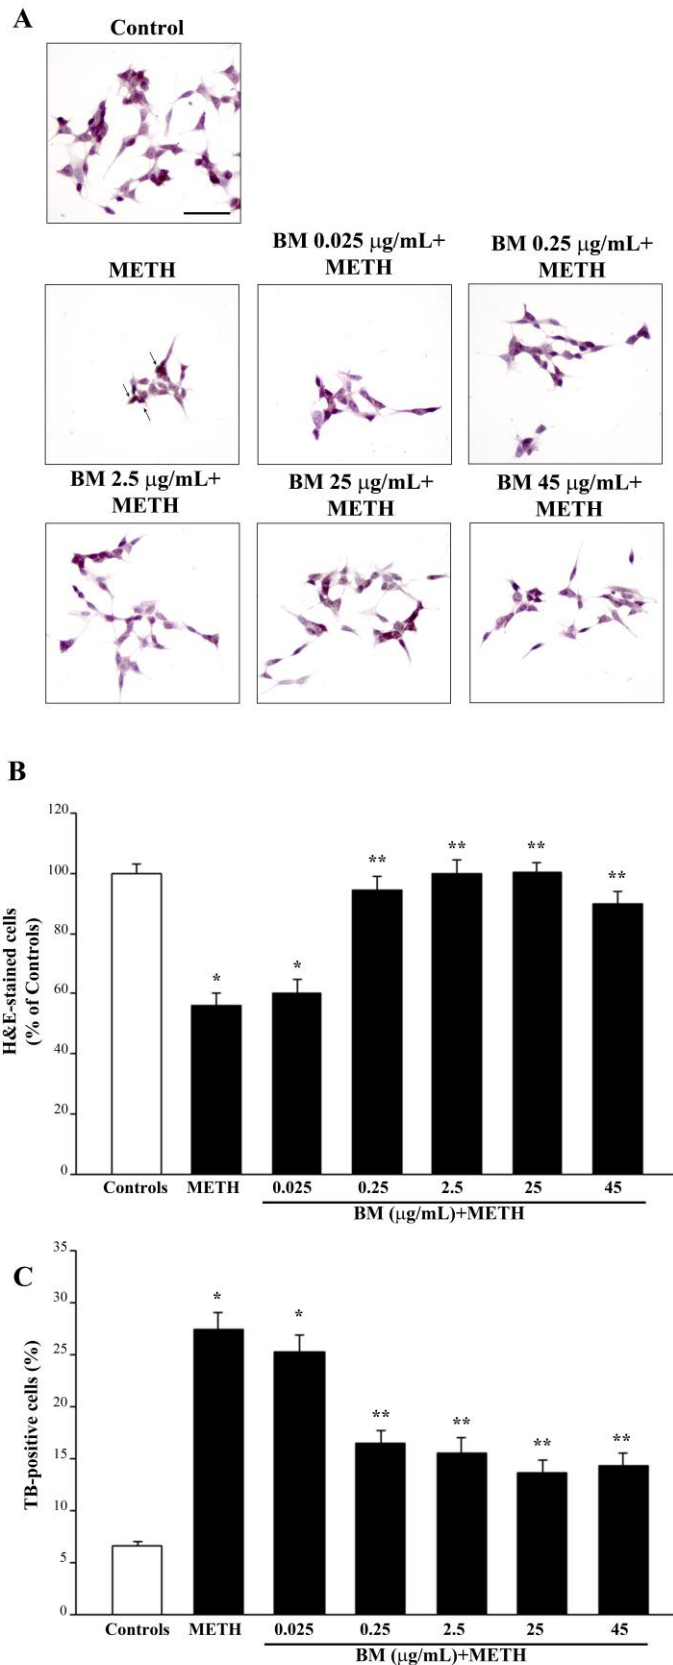 A
Control
METH
BM 0.025 μg/mL+
METH
BM 0.25 μg/mL+
METH
BM 2.5 μg/mL+
METH
BM 25 μg/mL+
METH
BM 45 μg/mL+
METH
B
H&E-stained cells
(% of Controls)
120
100
80
60
40
20
0
* * ** ** ** **
Controls METH 0.025 0.25 2.5 25 45
BM (μg/mL)+METH
C
TB-positive cells (%)
35
30
25
20
15
10
5
0
* * ** ** ** **
Controls METH 0.025 0.25 2.5 25 45
BM (μg/mL)+METH